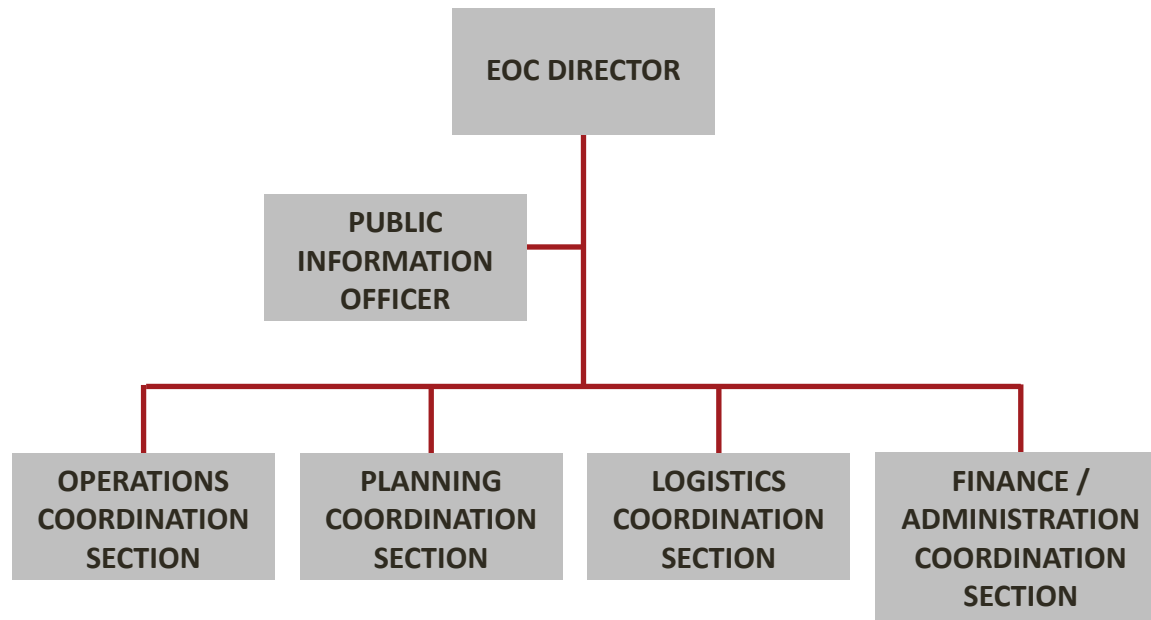 EOC DIRECTOR
PUBLIC
INFORMATION
OFFICER
OPERATIONS
COORDINATION
SECTION
PLANNING
COORDINATION
SECTION
LOGISTICS
COORDINATION
SECTION
FINANCE /
ADMINISTRATION
COORDINATION
SECTION